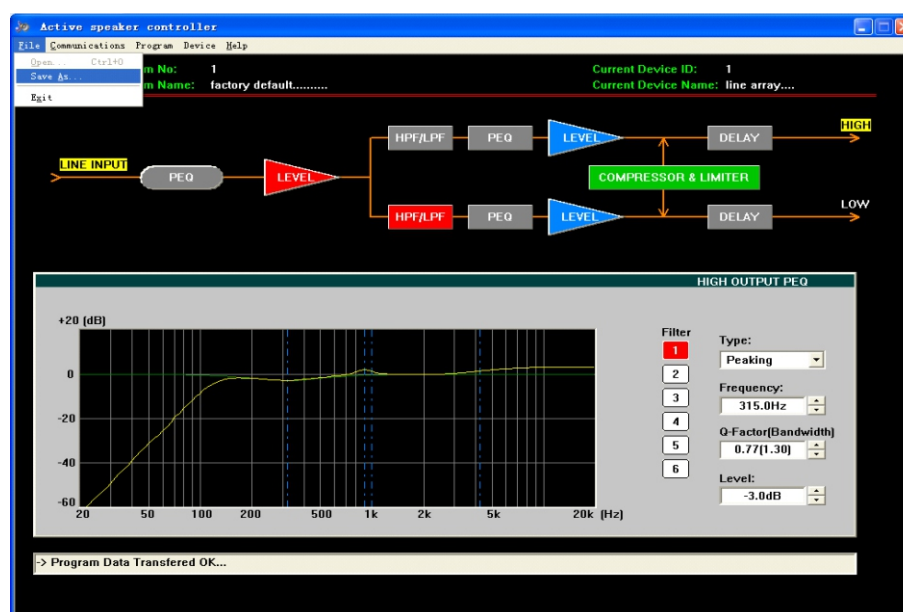 Active speaker controller
File Communications Program Device Help
Open... Ctrl+O
Save As...
Exit
m No: 1
m Name: factory default.........
Current Device ID: 1
Current Device Name: line array....
LINE INPUT
PEQ
LEVEL
HPF/LPF PEQ LEVEL DELAY HIGH
COMPRESSOR & LIMITER
HPF/LPF PEQ LEVEL DELAY LOW
HIGH OUTPUT PEQ
+20 (dB)
0
-20
-40
-60
20 50 100 200 500 1k 2k 5k 20k (Hz)
Filter
1
2
3
4
5
6
Type:
Peaking
Frequency:
315.0Hz
Q-Factor(Bandwidth)
0.77(1.30)
Level:
-3.0dB
-> Program Data Transfered OK...